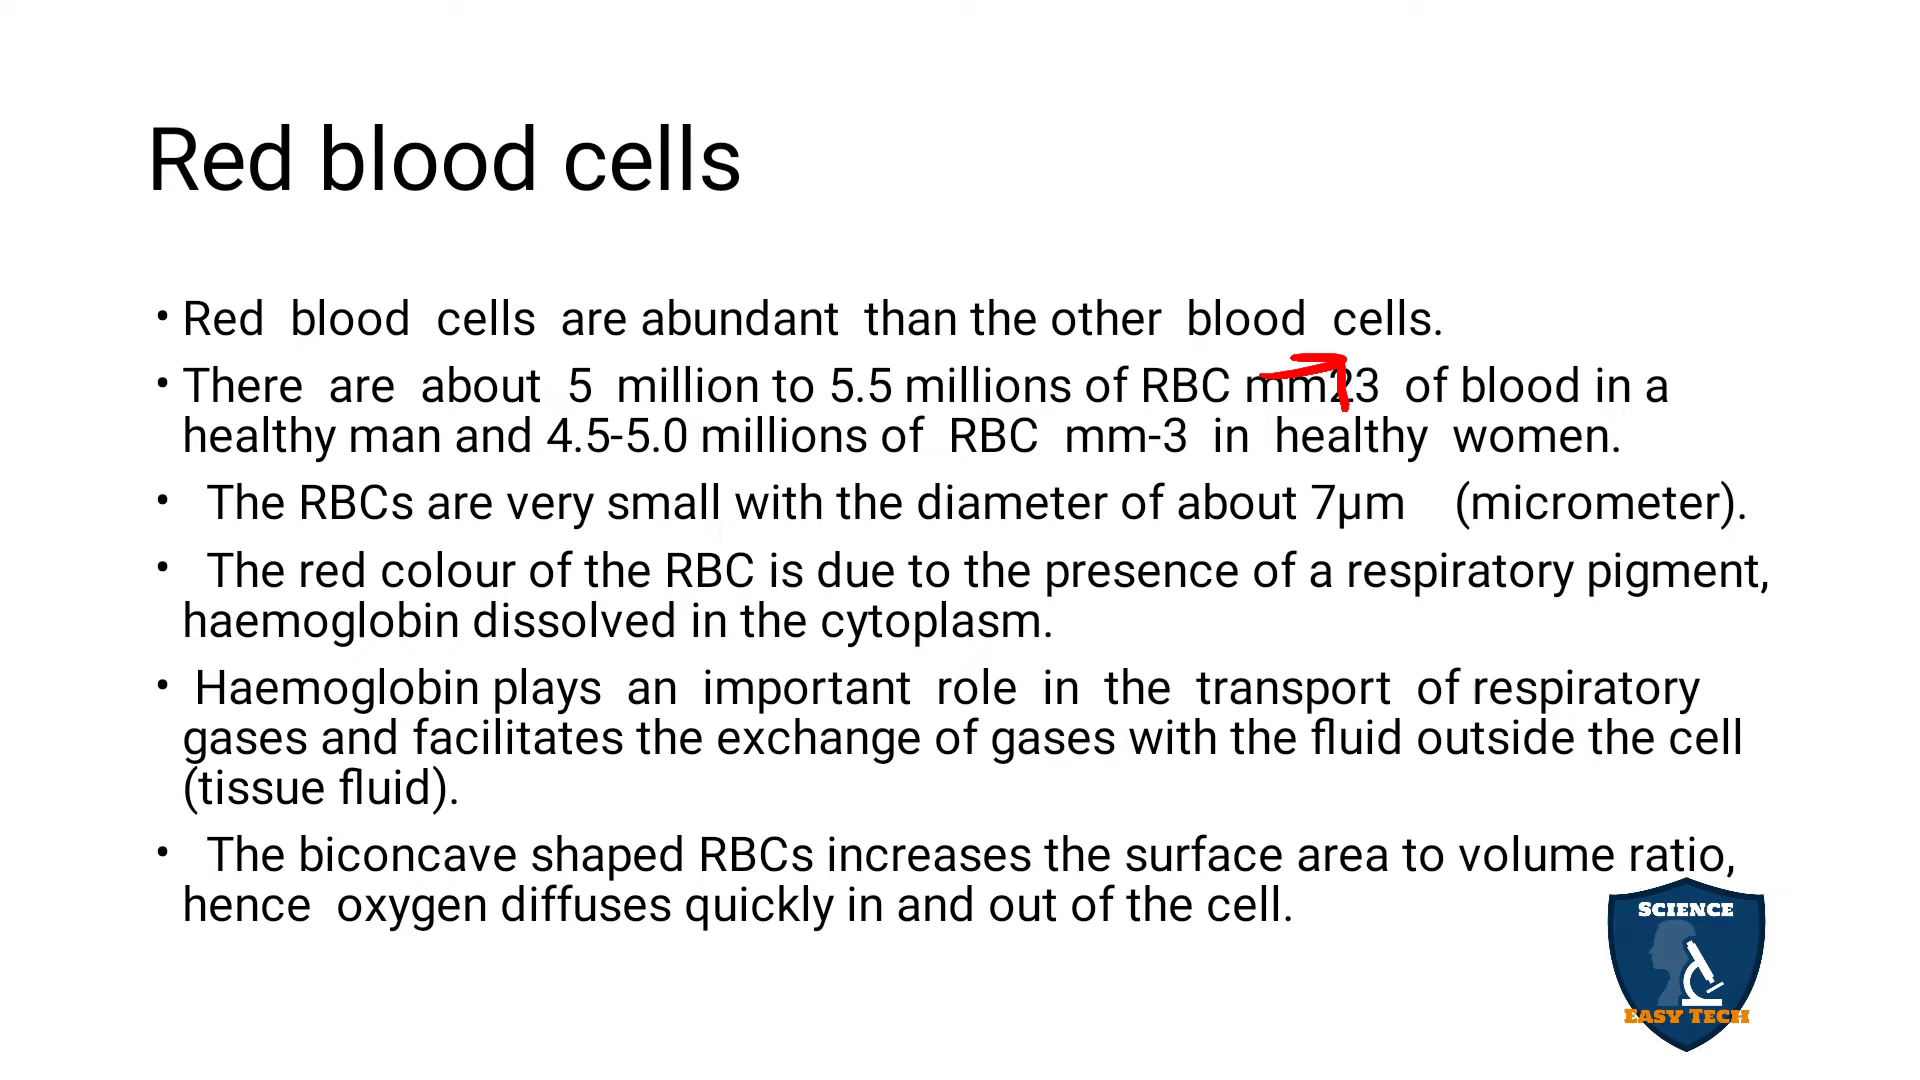 Red blood cells
• Red blood cells are abundant than the other blood cells.
• There are about 5 million to 5.5 millions of RBC mm23 of blood in a
healthy man and 4.5-5.0 millions of RBC mm-3 in healthy women.
• The RBCs are very small with the diameter of about 7µm (micrometer).
• The red colour of the RBC is due to the presence of a respiratory pigment,
haemoglobin dissolved in the cytoplasm.
• Haemoglobin plays an important role in the transport of respiratory
gases and facilitates the exchange of gases with the fluid outside the cell
(tissue fluid).
• The biconcave shaped RBCs increases the surface area to volume ratio,
hence oxygen diffuses quickly in and out of the cell.
SCIENCE
EASY TECH